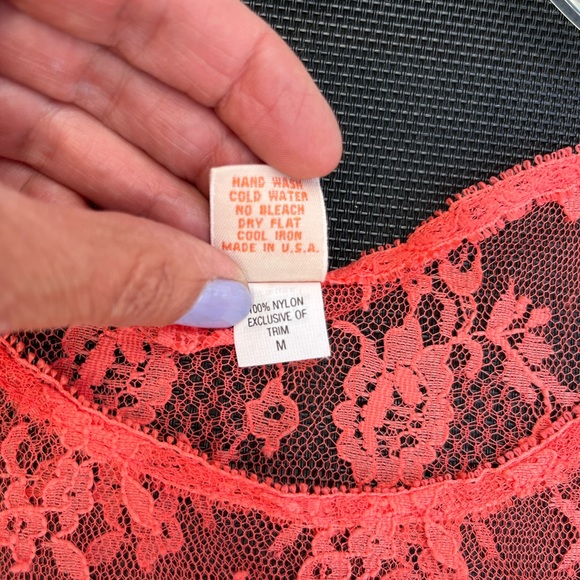 HAND WASH
COLD WATER
NO BLEACH
DRY FLAT
COOL IRON
MADE IN U.S.A.
100% NYLON
EXCLUSIVE OF
TRIM
M